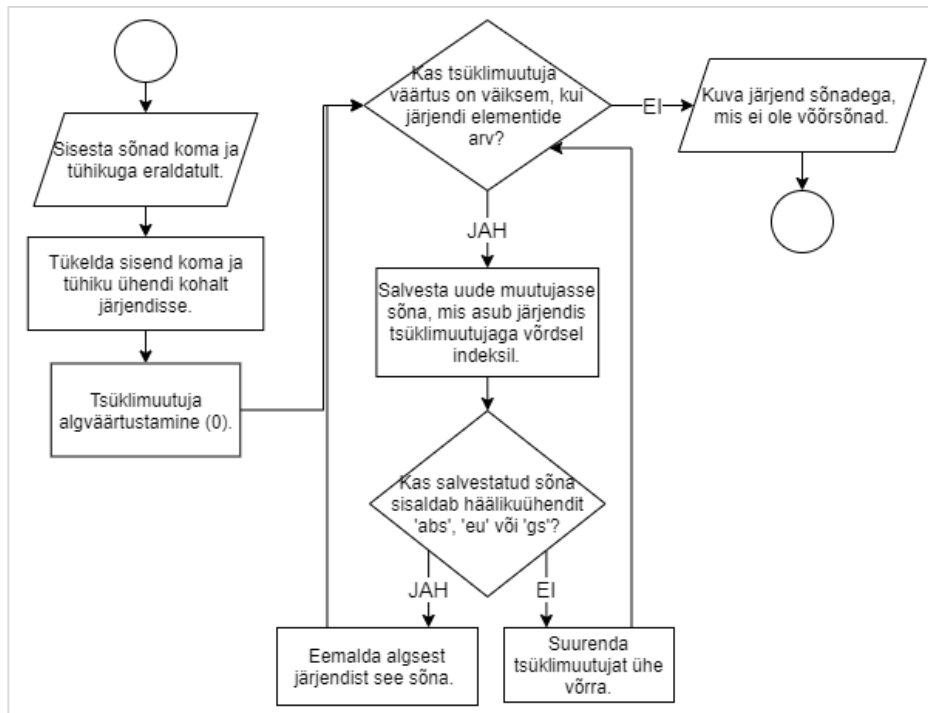 Sisesta sõnad koma ja
tühikuga eraldatult.
Tükelda sisend koma ja
tühiku ühendi kohalt
järjendisse.
Tsüklimuutuja
algväärtustamine (0).
Kas tsüklimuutuja
väärtus on väiksem, kui
järjendi elementide
arv?
EI
Kuva järjend sõnadega,
mis ei ole võõrsõnad.
JAH
Salvesta uude muutujasse
sõna, mis asub järjendis
tsüklimuutujaga võrdsel
indeksil.
Kas salvestatud sõna
sisaldab häälikuühendit
'abs', 'eu' või 'gs'?
JAH
EI
Eemalda algsest
järjendist see sõna.
Suurenda
tsüklimuutujat ühe
võrra.